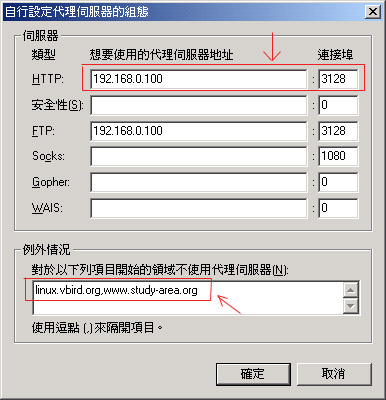 自行設定代理伺服器的組態
伺服器
類型 想要使用的代理伺服器地址 連接埠
HTTP: 192.168.0.100 : 3128
安全性(S): : 0
FTP: 192.168.0.100 : 3128
Socks: : 1080
Gopher: : 0
WAIS: : 0
例外情況
對於以下列項目開始的領域不使用代理伺服器(N):
linux.vbird.org,www.study-area.org
使用逗點 (,) 來隔開項目。
確定 取消